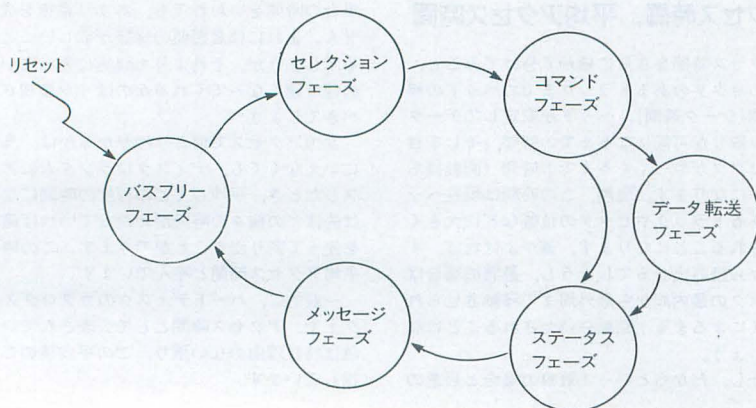 リセット
セレクション
フェーズ
コマンド
フェーズ
バスフリー
フェーズ
データ転送
フェーズ
メッセージ
フェーズ
ステータス
フェーズ